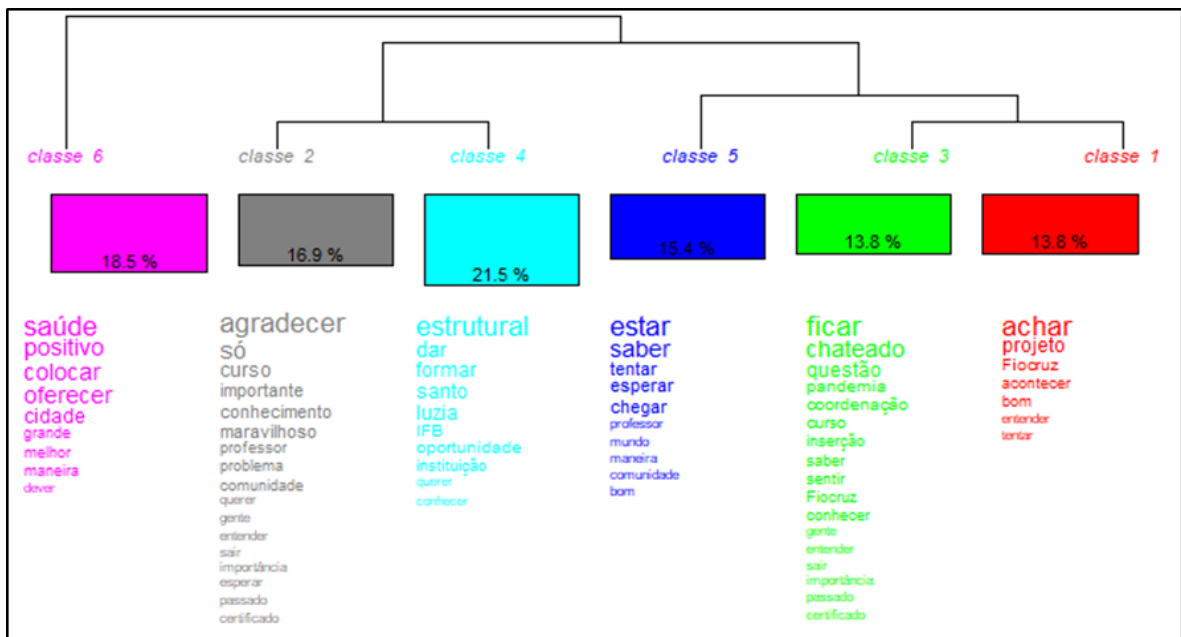 classe 6
classe 2
classe 4
classe 5
classe 3
classe 1
18.5 %
16.9 %
21.5 %
15.4 %
13.8 %
13.8 %
saúde
positivo
colocar
oferecer
cidade
grande
melhor
maneira
dever
agradecer
só
curso
importante
conhecimento
maravilhoso
professor
problema
comunidade
querer
gente
entender
sair
importância
esperar
passado
certificado
estrutural
dar
formar
santo
luzia
IFB
oportunidade
instituição
querer
conhecer
estar
saber
tentar
esperar
chegar
professor
mundo
maneira
comunidade
bom
ficar
chateado
questão
pandemia
coordenação
curso
inserção
saber
sentir
Fiocruz
conhecer
gente
entender
sair
importância
passado
certificado
achar
projeto
Fiocruz
acontecer
bom
entender
tentar